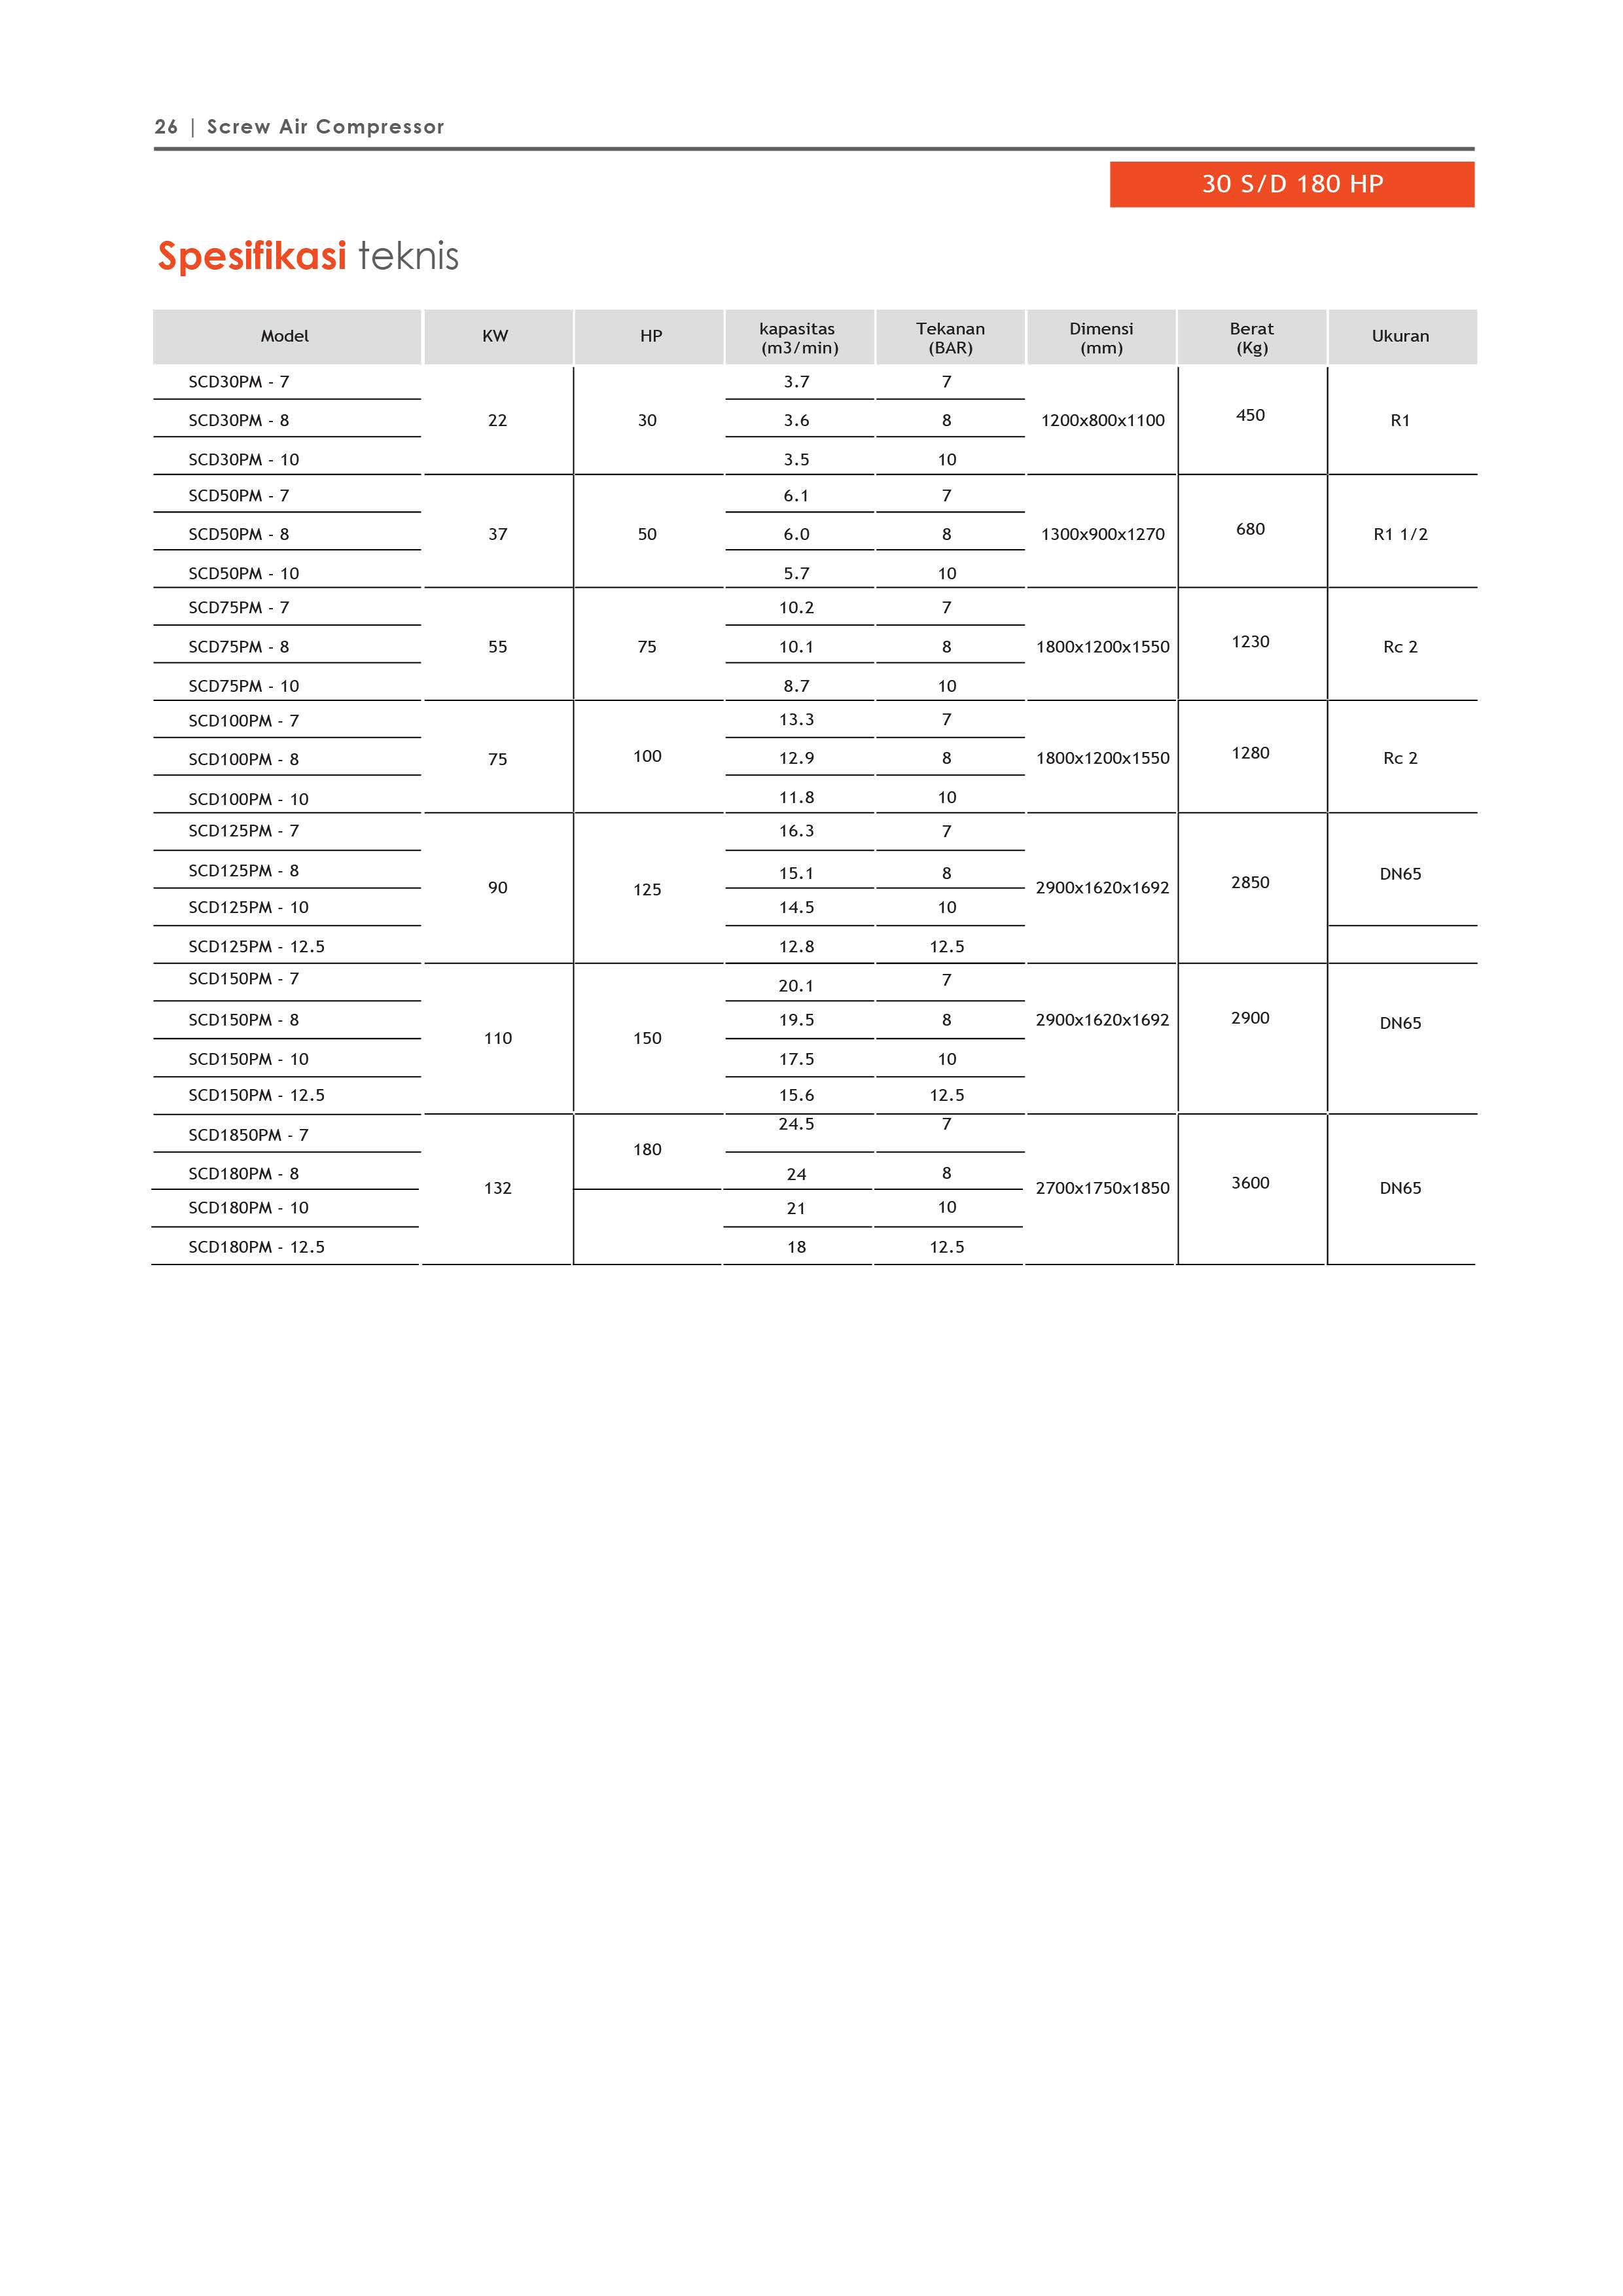 26 | Screw Air Compressor
30 S/D 180 HP
Spesifikasi teknis
Model KW HP kapasitas (m3/min) Tekanan (BAR) Dimensi (mm) Berat (Kg) Ukuran
SCD30PM - 7 3.7 7
SCD30PM - 8 22 30 3.6 8 1200x800x1100 450 R1
SCD30PM - 10 3.5 10
SCD50PM - 7 6.1 7
SCD50PM - 8 37 50 6.0 8 1300x900x1270 680 R1 1/2
SCD50PM - 10 5.7 10
SCD75PM - 7 10.2 7
SCD75PM - 8 55 75 10.1 8 1800x1200x1550 1230 Rc 2
SCD75PM - 10 8.7 10
SCD100PM - 7 13.3 7
SCD100PM - 8 75 100 12.9 8 1800x1200x1550 1280 Rc 2
SCD100PM - 10 11.8 10
SCD125PM - 7 16.3 7
SCD125PM - 8 90 125 15.1 8 2900x1620x1692 2850 DN65
SCD125PM - 10 14.5 10
SCD125PM - 12.5 12.8 12.5
SCD150PM - 7 20.1 7
SCD150PM - 8 110 150 19.5 8 2900x1620x1692 2900 DN65
SCD150PM - 10 17.5 10
SCD150PM - 12.5 15.6 12.5
SCD1850PM - 7 180 24.5 7
SCD180PM - 8 132 24 8 2700x1750x1850 3600 DN65
SCD180PM - 10 21 10
SCD180PM - 12.5 18 12.5